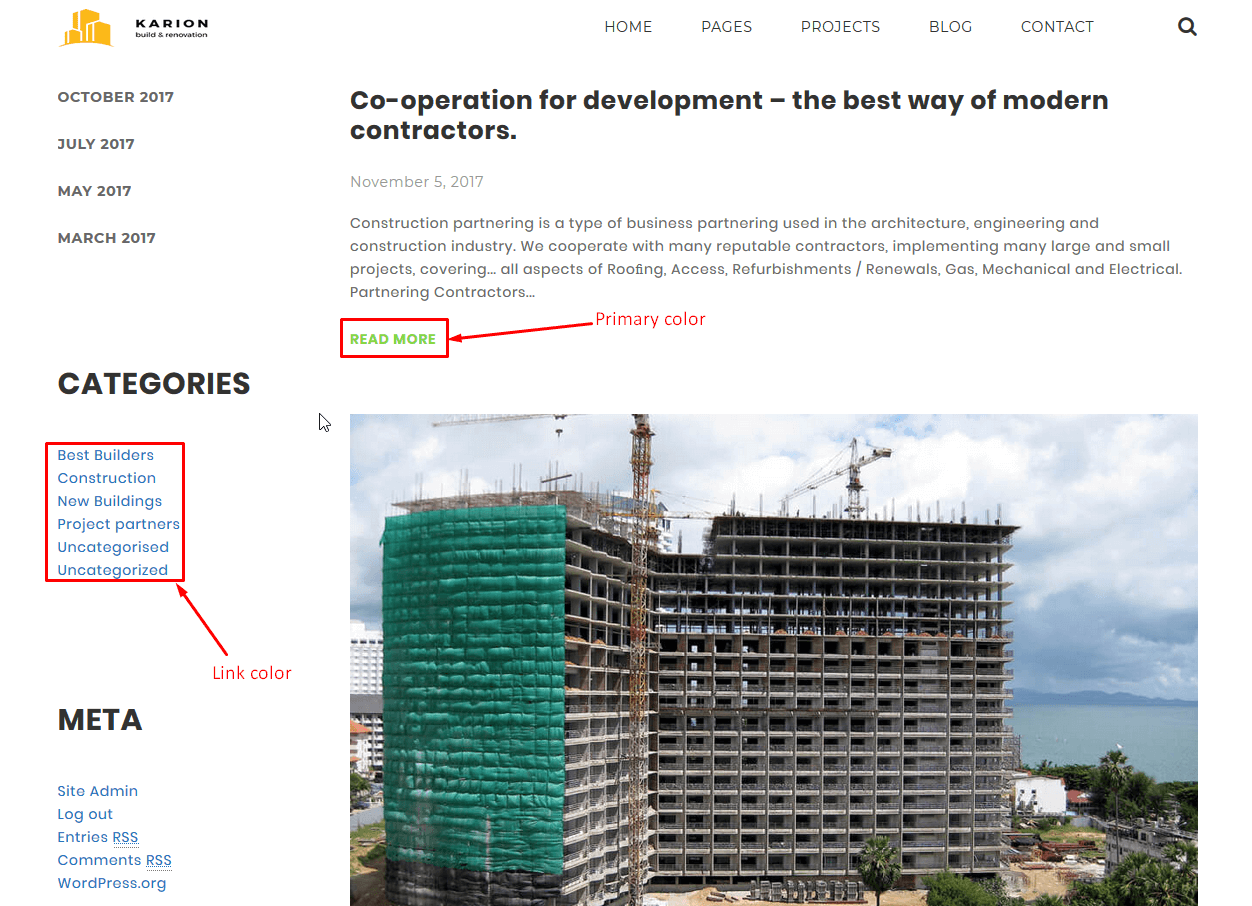 KARION
build & renovation
HOME PAGES PROJECTS BLOG CONTACT
OCTOBER 2017
JULY 2017
MAY 2017
MARCH 2017
CATEGORIES
Best Builders
Construction
New Buildings
Project partners
Uncategorised
Uncategorized
Link color
META
Site Admin
Log out
Entries RSS
Comments RSS
WordPress.org
Co-operation for development – the best way of modern
contractors.
November 5, 2017
Construction partnering is a type of business partnering used in the architecture, engineering and
construction industry. We cooperate with many reputable contractors, implementing many large and small
projects, covering... all aspects of Roofing, Access, Refurbishments / Renewals, Gas, Mechanical and Electrical.
Partnering Contractors...
Primary color
READ MORE